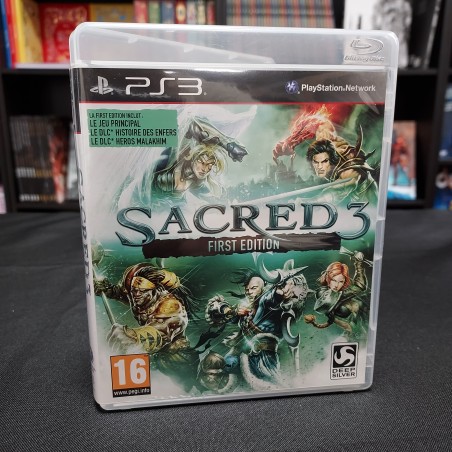 PS3
PlayStation®Network
LA FIRST EDITION INCLUT :
LE JEU PRINCIPAL
LE DLC* HISTOIRE DES ENFERS
LE DLC* HEROS MALAKHIM
SACRED 3
FIRST EDITION
16
www.pegi.info
DEEP
SILVER